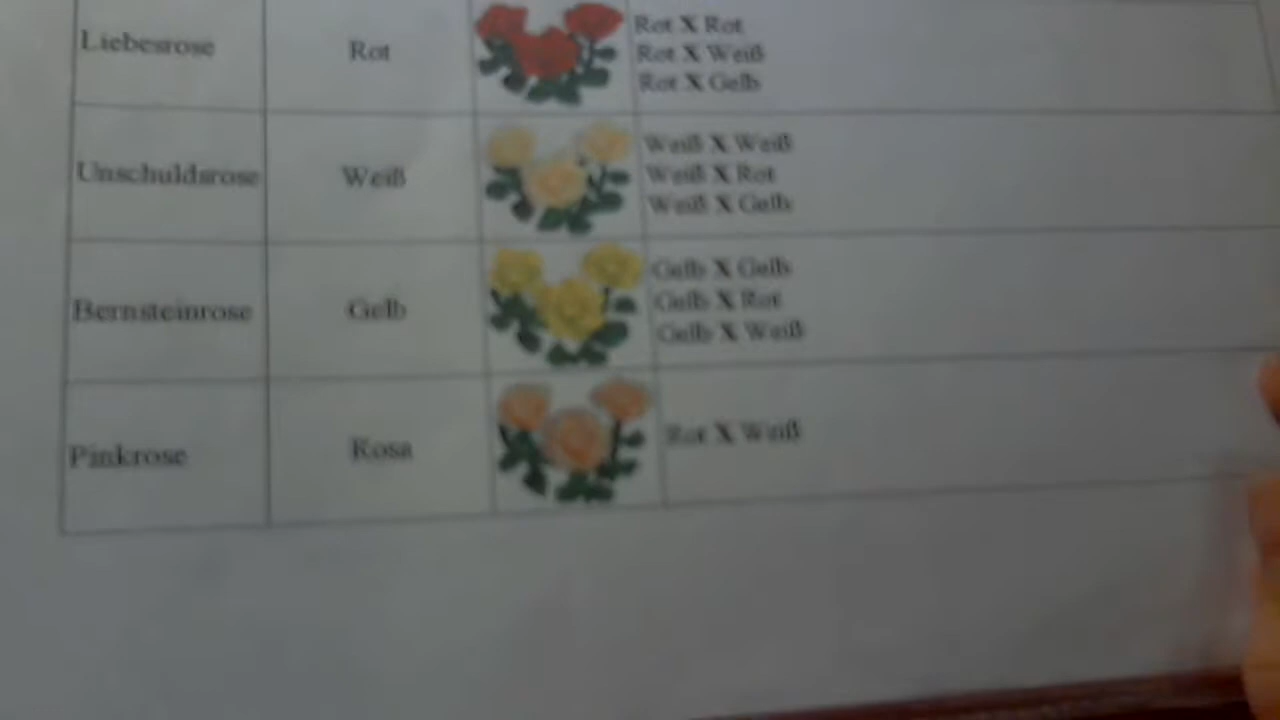 Liebesrose Rot Rot X Rot
Rot X Weiß
Rot X Gelb
Unschuldsrose Weiß Weiß X Weiß
Weiß X Rot
Weiß X Gelb
Bernsteinrose Gelb Gelb X Gelb
Gelb X Rot
Gelb X Weiß
Pinkrose Rosa Rot X Weiß